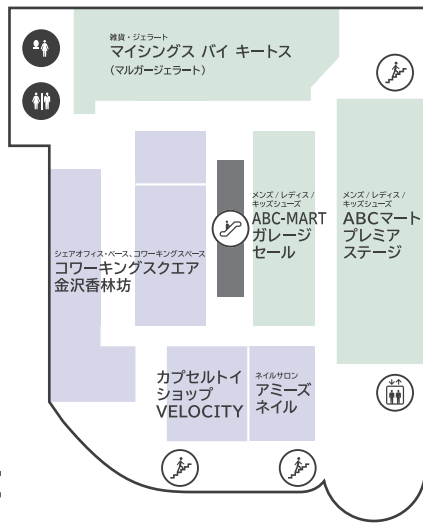 雑貨・ジェラート
マイシングス バイ キートス
(マルガージェラート)
メンズ / レディス /
キッズシューズ
ABC-MART
ガレージ
セール
メンズ / レディス /
キッズシューズ
ABCマート
プレミア
ステージ
シェアオフィス・ベース、コワーキングスペース
コワーキングスクエア
金沢香林坊
カプセルトイ
ショップ
VELOCITY
ネイルサロン
アミーズ
ネイル